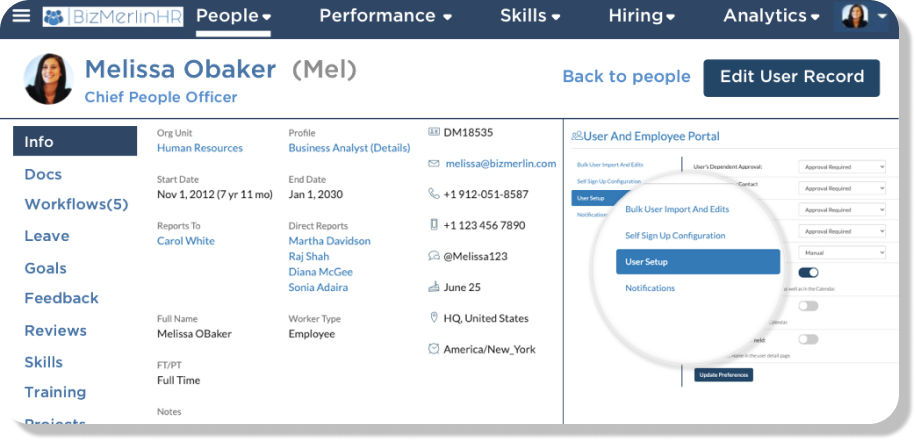 BizMerlinHR
People
Performance
Skills
Hiring
Analytics
Melissa Obaker (Mel)
Chief People Officer
Back to people
Edit User Record
Info
Docs
Workflows(5)
Leave
Goals
Feedback
Reviews
Skills
Training
Projects
Org Unit
Human Resources
Profile
Business Analyst (Details)
Start Date
Nov 1, 2012 (7 yr 11 mo)
End Date
Jan 1, 2030
Reports To
Carol White
Direct Reports
Martha Davidson
Raj Shah
Diana McGee
Sonia Adaira
Full Name
Melissa OBaker
Worker Type
Employee
FT/PT
Full Time
Notes
DM18535
melissa@bizmerlin.com
+1 912-051-8587
+1 123 456 7890
@Melissa123
June 25
HQ, United States
America/New_York
User And Employee Portal
Bulk User Import And Edits
Self Sign Up Configuration
User Setup
Notification
Bulk User Import And Edits
Self Sign Up Configuration
User Setup
Notifications
User's Dependent Approval:
Approval Required
Contact
Approval Required
Approval Required
Approval Required
Manual
well as in the Calendar
Calendar
field:
name in the user detail page
Update Preferences